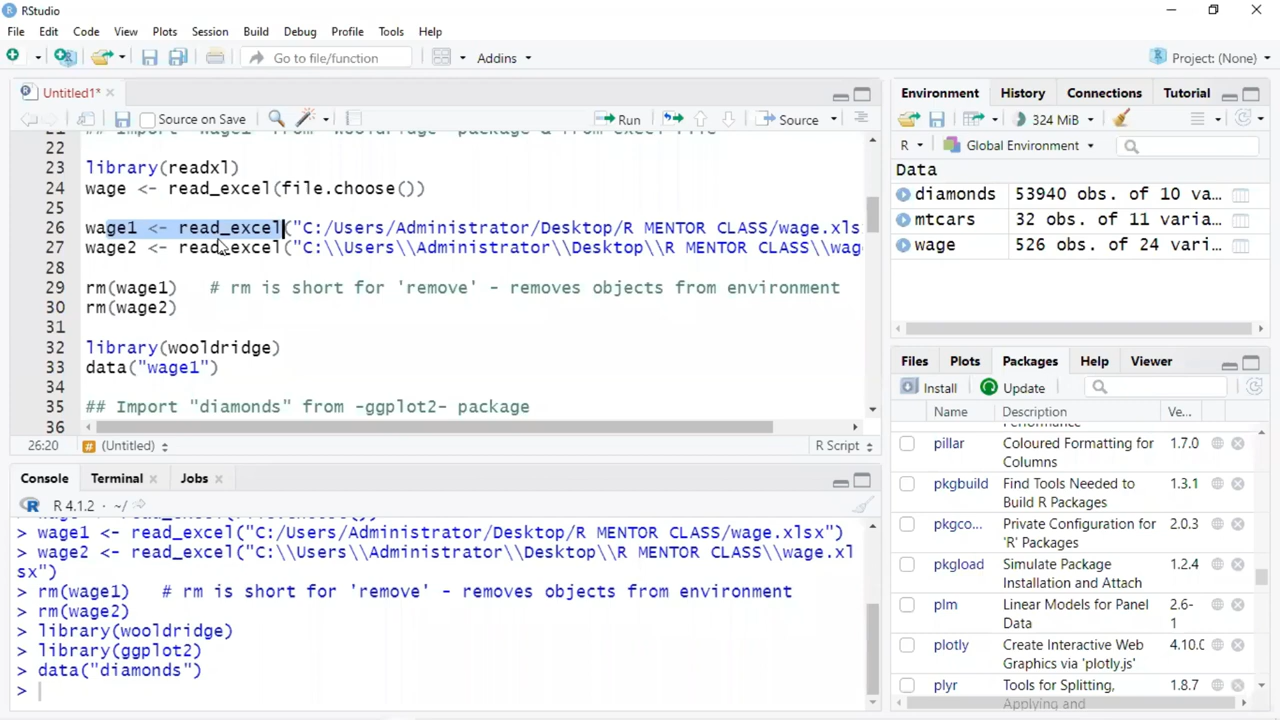 RStudio
File Edit Code View Plots Session Build Debug Profile Tools Help
Go to file/function Addins Project: (None)
Untitled1*
Source on Save Run Source
21 ## Import "wage1" from -wooldridge- package & from Excel file
22
23 library(readxl)
24 wage <- read_excel(file.choose())
25
26 wage1 <- read_excel("C:/Users/Administrator/Desktop/R MENTOR CLASS/wage.xls
27 wage2 <- read_excel("C:\\Users\\Administrator\\Desktop\\R MENTOR CLASS\\wag
28
29 rm(wage1) # rm is short for 'remove' - removes objects from environment
30 rm(wage2)
31
32 library(wooldridge)
33 data("wage1")
34
35 ## Import "diamonds" from -ggplot2- package
36
26:20 (Untitled) R Script
Console Terminal Jobs
R 4.1.2 · ~/
> wage1 <- read_excel("C:/Users/Administrator/Desktop/R MENTOR CLASS/wage.xlsx")
> wage2 <- read_excel("C:\\Users\\Administrator\\Desktop\\R MENTOR CLASS\\wage.xl
sx")
> rm(wage1) # rm is short for 'remove' - removes objects from environment
> rm(wage2)
> library(wooldridge)
> library(ggplot2)
> data("diamonds")
>
Environment History Connections Tutorial
324 MiB
R Global Environment
Data
diamonds 53940 obs. of 10 va...
mtcars 32 obs. of 11 varia...
wage 526 obs. of 24 vari...
Files Plots Packages Help Viewer
Install Update
Name Description Ve...
Performance
pillar Coloured Formatting for Columns 1.7.0
pkgbuild Find Tools Needed to Build R Packages 1.3.1
pkgco... Private Configuration for 'R' Packages 2.0.3
pkgload Simulate Package Installation and Attach 1.2.4
plm Linear Models for Panel Data 2.6-1
plotly Create Interactive Web Graphics via 'plotly.js' 4.10.0
plyr Tools for Splitting, Applying and 1.8.7